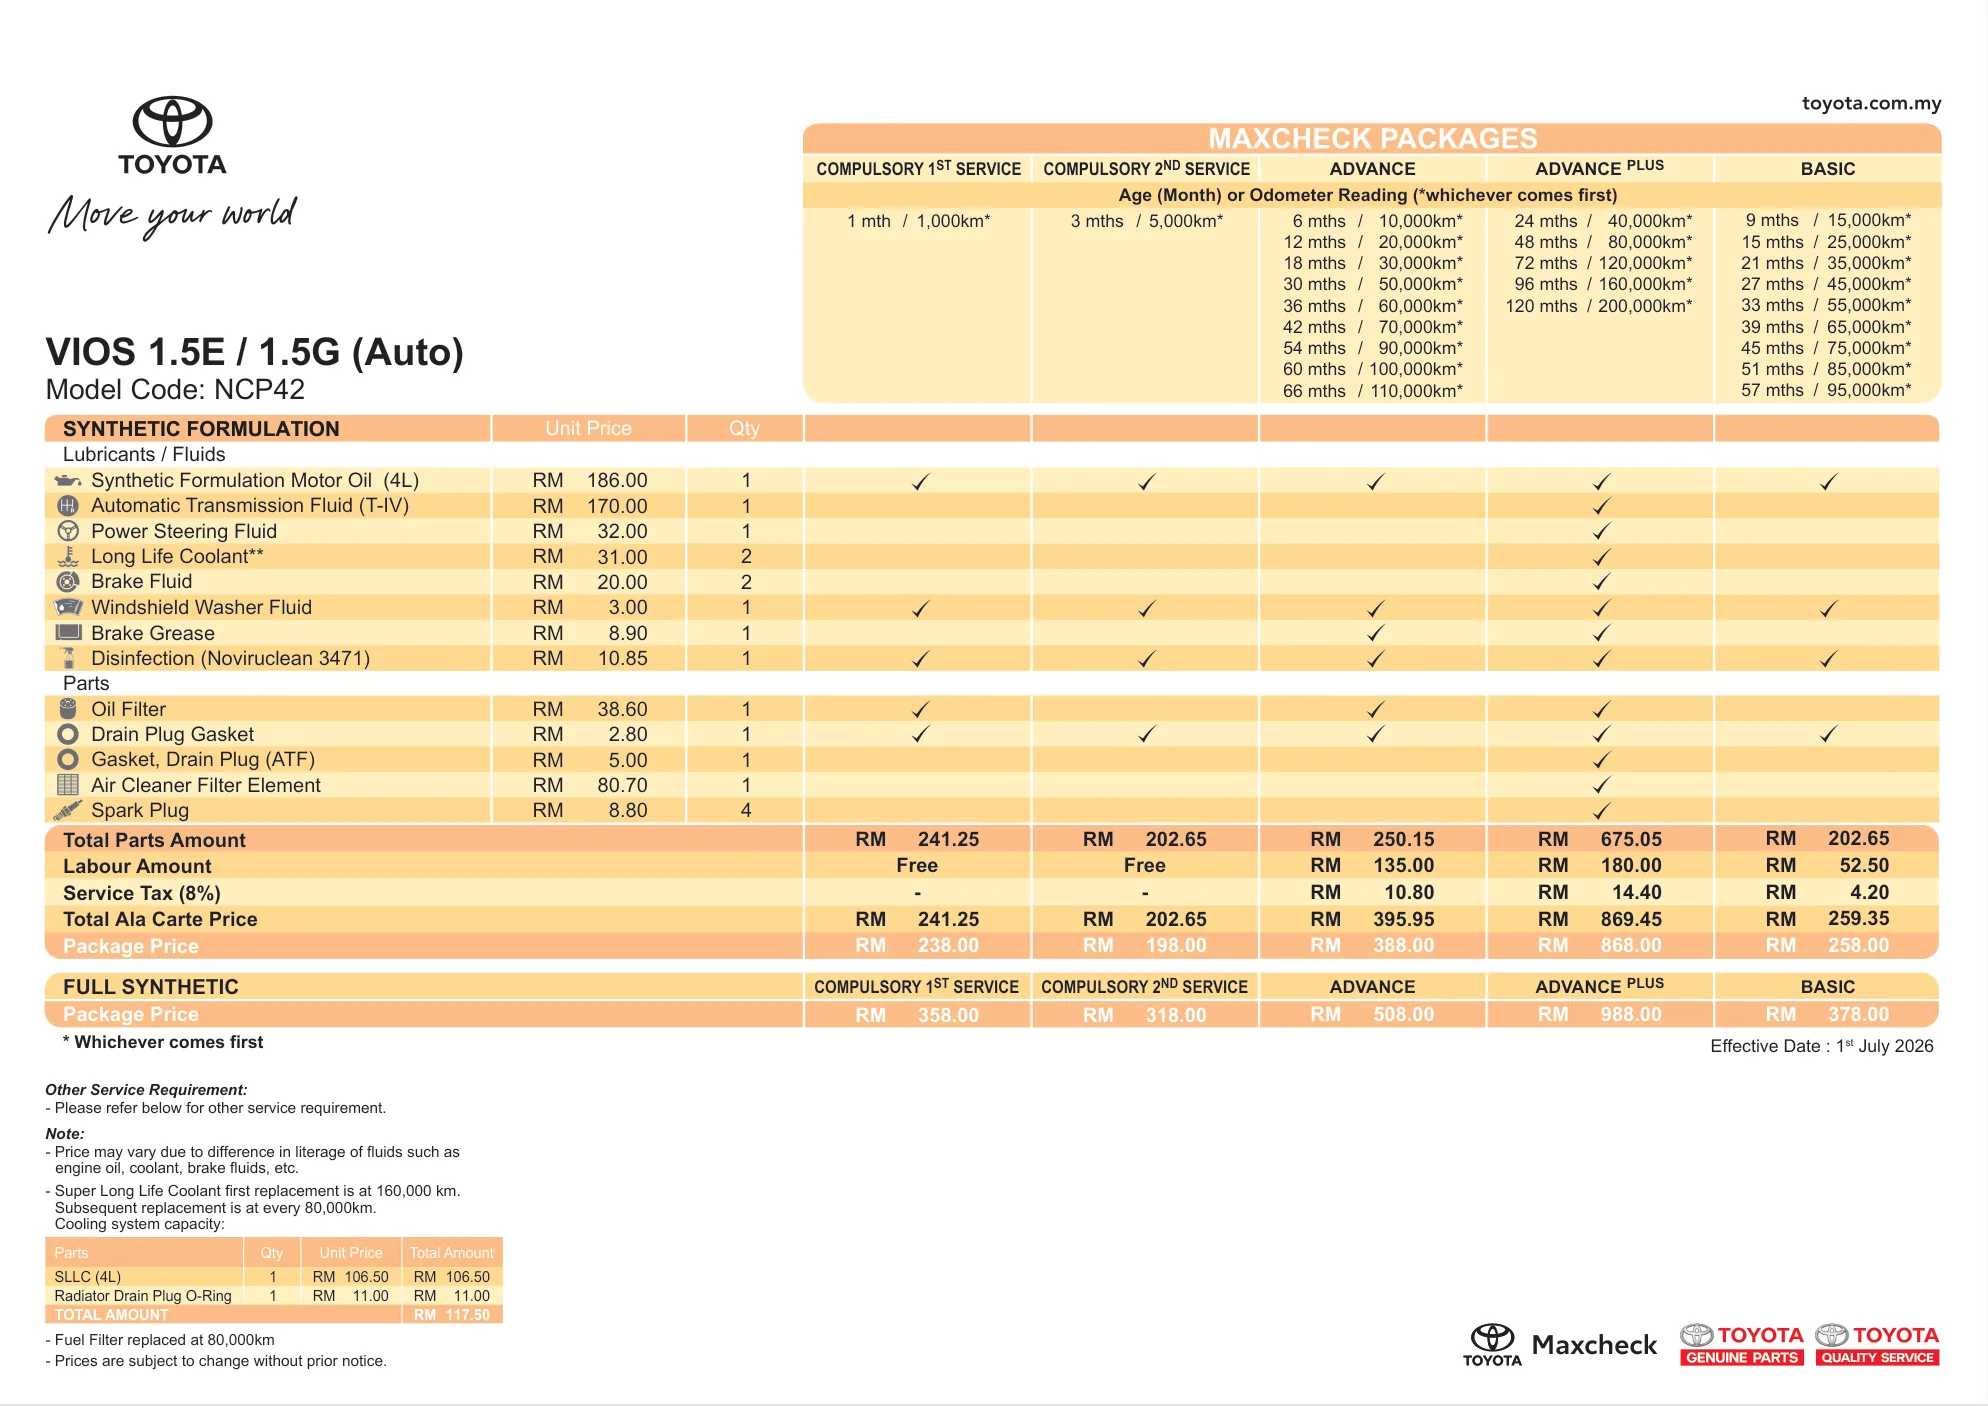 toyota.com.my
TOYOTA
Move your world
MAXCHECK PACKAGES
COMPULSORY 1ST SERVICE COMPULSORY 2ND SERVICE ADVANCE ADVANCE PLUS BASIC
Age (Month) or Odometer Reading (*whichever comes first)
1 mth / 1,000km* 3 mths / 5,000km* 6 mths / 10,000km* 24 mths / 40,000km* 9 mths / 15,000km*
12 mths / 20,000km* 48 mths / 80,000km* 15 mths / 25,000km*
18 mths / 30,000km* 72 mths / 120,000km* 21 mths / 35,000km*
30 mths / 50,000km* 96 mths / 160,000km* 27 mths / 45,000km*
36 mths / 60,000km* 120 mths / 200,000km* 33 mths / 55,000km*
42 mths / 70,000km* 39 mths / 65,000km*
54 mths / 90,000km* 45 mths / 75,000km*
60 mths / 100,000km* 51 mths / 85,000km*
66 mths / 110,000km* 57 mths / 95,000km*
VIOS 1.5E / 1.5G (Auto)
Model Code: NCP42
SYNTHETIC FORMULATION Unit Price Qty
Lubricants / Fluids
Synthetic Formulation Motor Oil (4L) RM 186.00 1 ✓ ✓ ✓ ✓ ✓
Automatic Transmission Fluid (T-IV) RM 170.00 1 ✓
Power Steering Fluid RM 32.00 1 ✓
Long Life Coolant** RM 31.00 2 ✓
Brake Fluid RM 20.00 2 ✓
Windshield Washer Fluid RM 3.00 1 ✓ ✓ ✓ ✓ ✓
Brake Grease RM 8.90 1 ✓ ✓
Disinfection (Noviruclean 3471) RM 10.85 1 ✓ ✓ ✓ ✓ ✓
Parts
Oil Filter RM 38.60 1 ✓ ✓ ✓
Drain Plug Gasket RM 2.80 1 ✓ ✓ ✓ ✓ ✓
Gasket, Drain Plug (ATF) RM 5.00 1 ✓
Air Cleaner Filter Element RM 80.70 1 ✓
Spark Plug RM 8.80 4 ✓
Total Parts Amount RM 241.25 RM 202.65 RM 250.15 RM 675.05 RM 202.65
Labour Amount Free Free RM 135.00 RM 180.00 RM 52.50
Service Tax (8%) - - RM 10.80 RM 14.40 RM 4.20
Total Ala Carte Price RM 241.25 RM 202.65 RM 395.95 RM 869.45 RM 259.35
Package Price RM 238.00 RM 198.00 RM 388.00 RM 868.00 RM 258.00
FULL SYNTHETIC COMPULSORY 1ST SERVICE COMPULSORY 2ND SERVICE ADVANCE ADVANCE PLUS BASIC
Package Price RM 358.00 RM 318.00 RM 508.00 RM 988.00 RM 378.00
* Whichever comes first
Effective Date : 1st July 2026
Other Service Requirement:
- Please refer below for other service requirement.
Note:
- Price may vary due to difference in literage of fluids such as
engine oil, coolant, brake fluids, etc.
- Super Long Life Coolant first replacement is at 160,000 km.
Subsequent replacement is at every 80,000km.
Cooling system capacity:
Parts Qty Unit Price Total Amount
SLLC (4L) 1 RM 106.50 RM 106.50
Radiator Drain Plug O-Ring 1 RM 11.00 RM 11.00
TOTAL AMOUNT RM 117.50
- Fuel Filter replaced at 80,000km
- Prices are subject to change without prior notice.
TOYOTA Maxcheck
TOYOTA
GENUINE PARTS
TOYOTA
QUALITY SERVICE